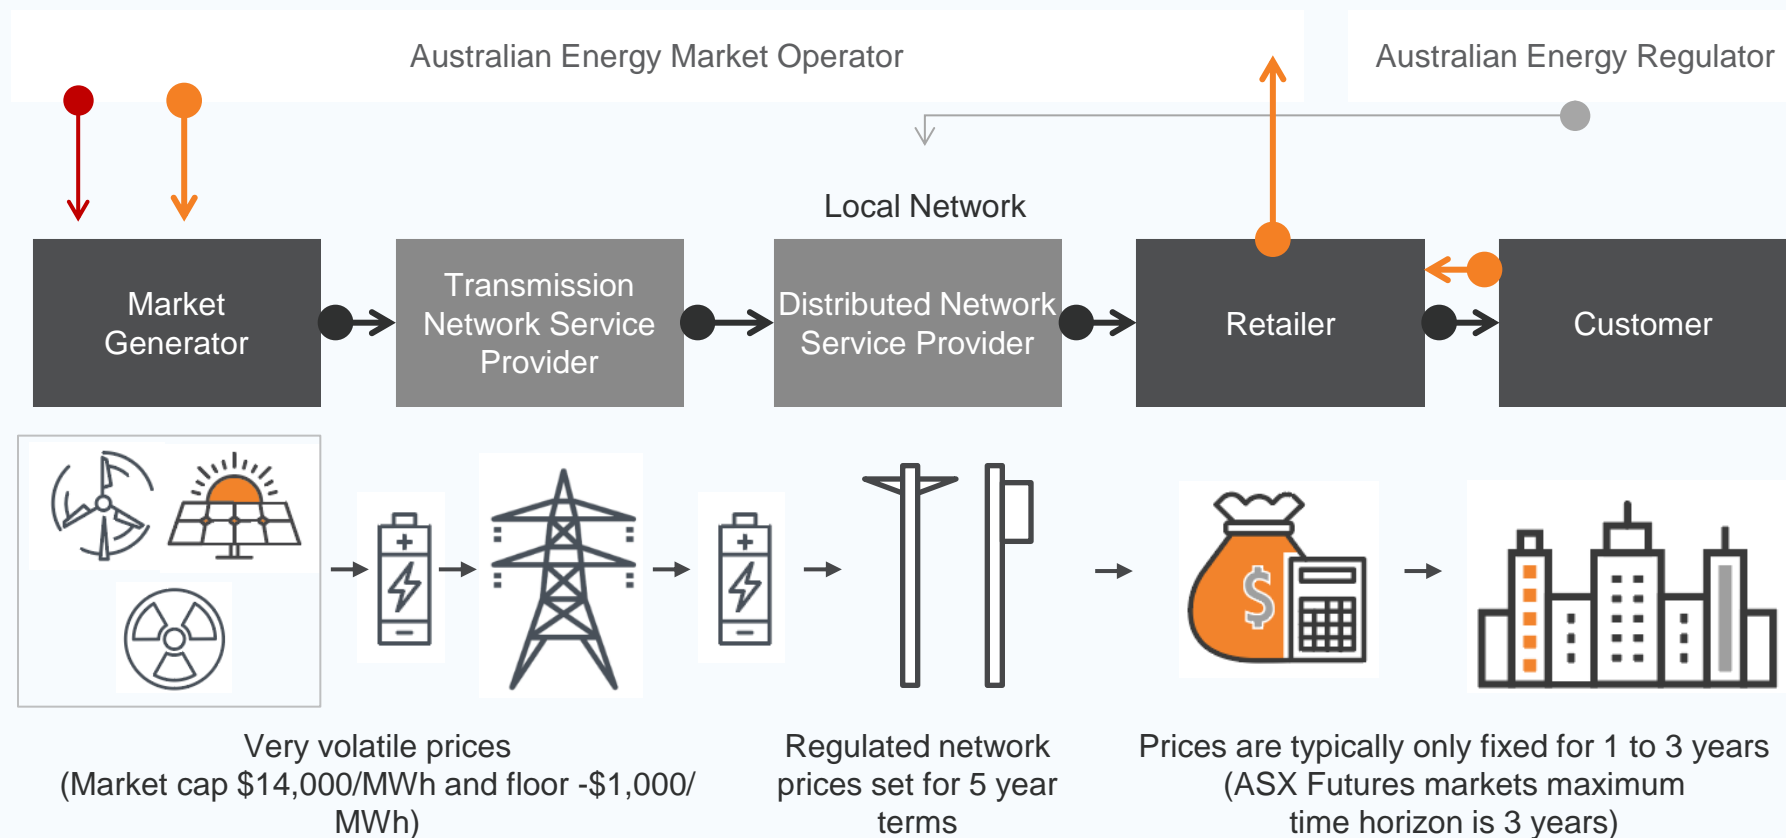 Australian Energy Market Operator
Australian Energy Regulator
Local Network
Market
Generator
Transmission
Network Service
Provider
Distributed Network
Service Provider
Retailer
Customer
$
Very volatile prices
(Market cap $14,000/MWh and floor -$1,000/
MWh)
Regulated network
prices set for 5 year
terms
Prices are typically only fixed for 1 to 3 years
(ASX Futures markets maximum
time horizon is 3 years)